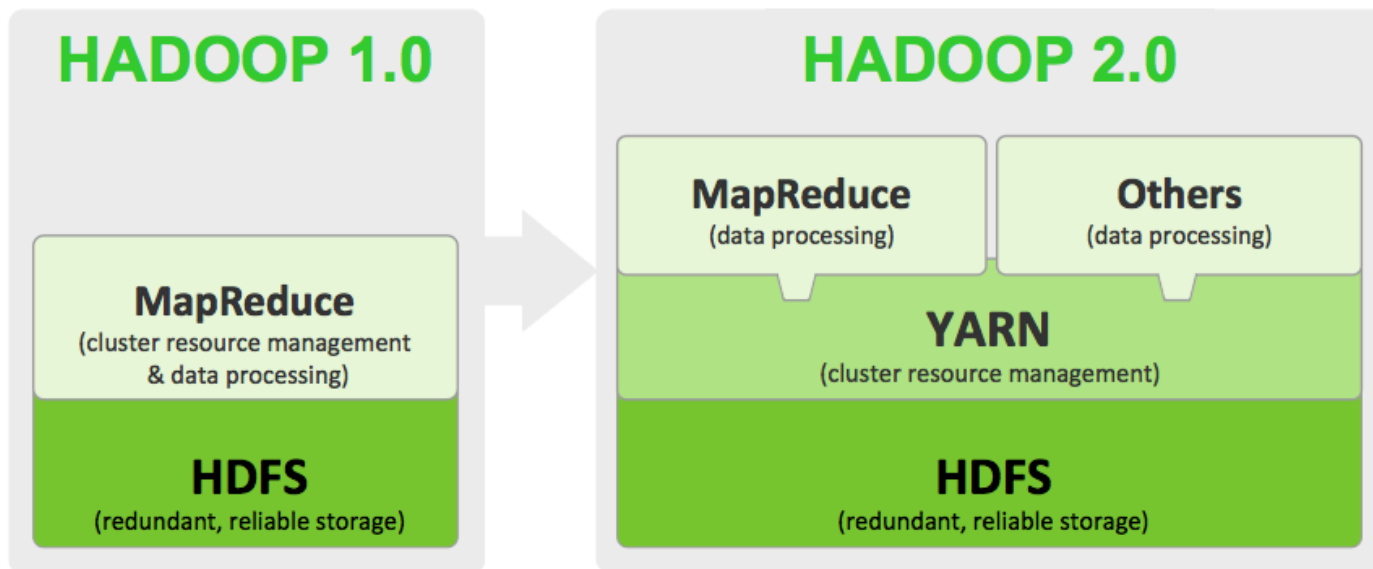 HADOOP 1.0
MapReduce
(cluster resource management
& data processing)
HDFS
(redundant, reliable storage)
HADOOP 2.0
MapReduce
(data processing)
Others
(data processing)
YARN
(cluster resource management)
HDFS
(redundant, reliable storage)